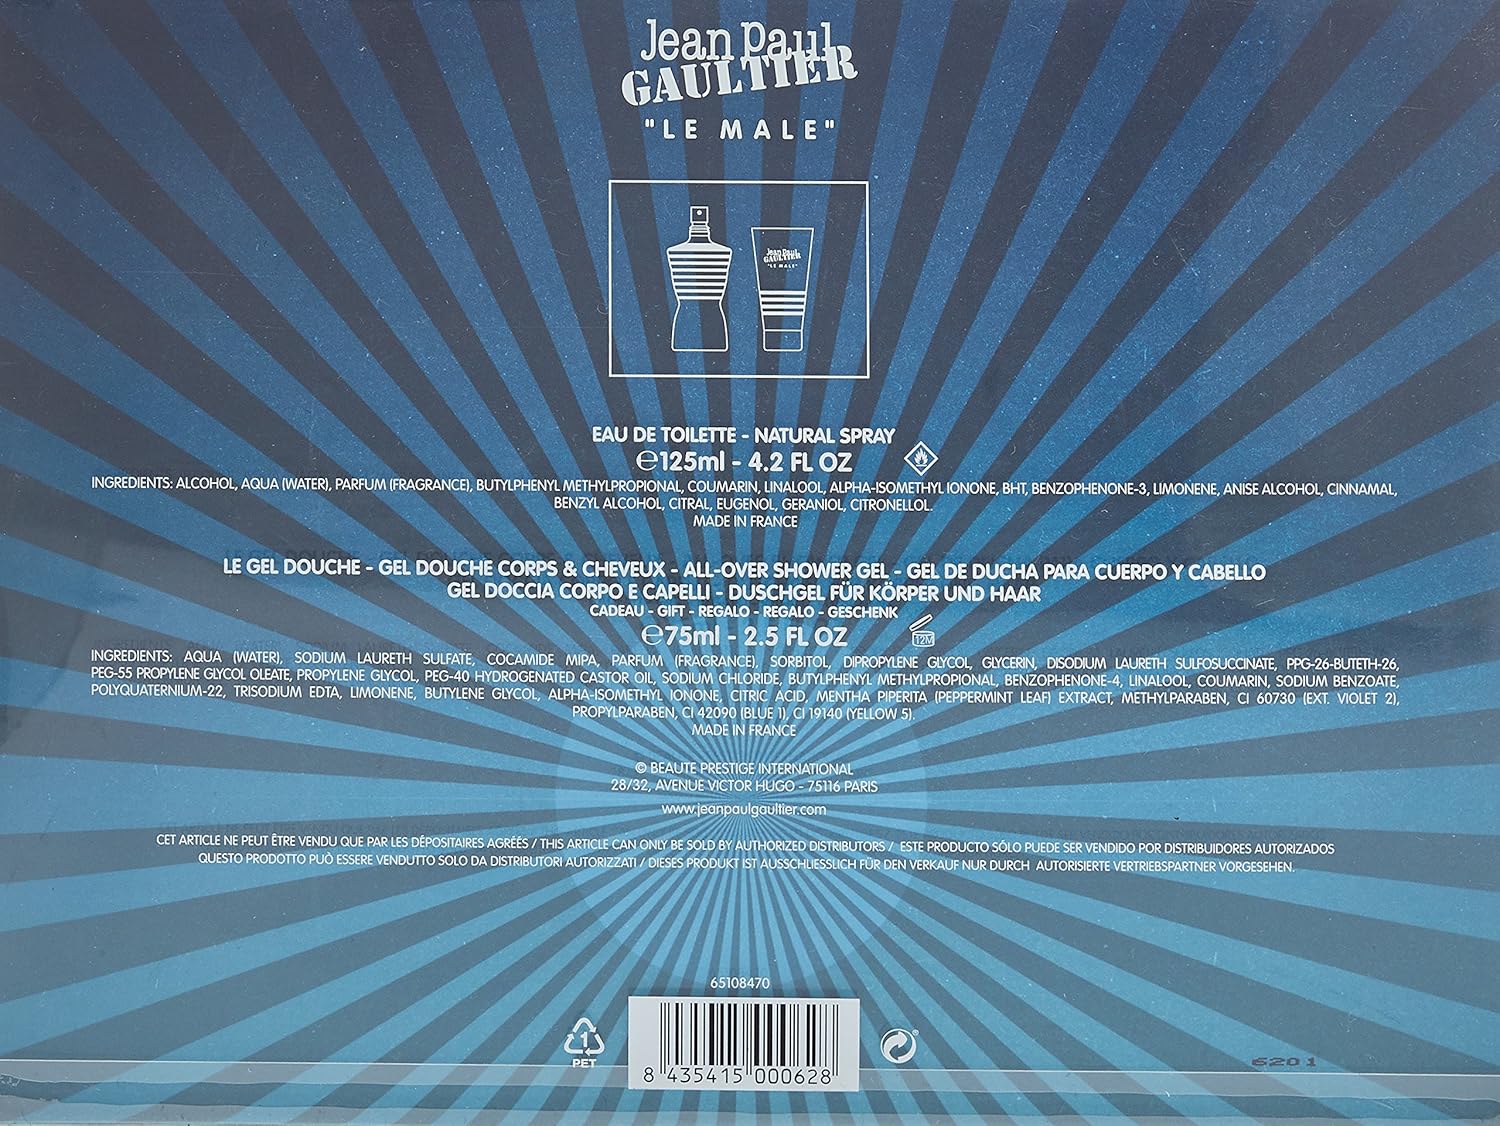 Jean Paul
GAULTIER
"LE MALE"
Jean Paul
GAULTIER
"LE MALE"
EAU DE TOILETTE - NATURAL SPRAY
℮125ml - 4.2 FL OZ
INGREDIENTS: ALCOHOL, AQUA (WATER), PARFUM (FRAGRANCE), BUTYLPHENYL METHYLPROPIONAL, COUMARIN, LINALOOL, ALPHA-ISOMETHYL IONONE, BHT, BENZOPHENONE-3, LIMONENE, ANISE ALCOHOL, CINNAMAL,
BENZYL ALCOHOL, CITRAL, EUGENOL, GERANIOL, CITRONELLOL.
MADE IN FRANCE
LE GEL DOUCHE - GEL DOUCHE CORPS & CHEVEUX - ALL-OVER SHOWER GEL - GEL DE DUCHA PARA CUERPO Y CABELLO
GEL DOCCIA CORPO E CAPELLI - DUSCHGEL FÜR KÖRPER UND HAAR
CADEAU - GIFT - REGALO - REGALO - GESCHENK
℮75ml - 2.5 FL OZ
12M
INGREDIENTS: AQUA (WATER), SODIUM LAURETH SULFATE, COCAMIDE MIPA, PARFUM (FRAGRANCE), SORBITOL, DIPROPYLENE GLYCOL, GLYCERIN, DISODIUM LAURETH SULFOSUCCINATE, PPG-26-BUTETH-26,
PEG-55 PROPYLENE GLYCOL OLEATE, PROPYLENE GLYCOL, PEG-40 HYDROGENATED CASTOR OIL, SODIUM CHLORIDE, BUTYLPHENYL METHYLPROPIONAL, BENZOPHENONE-4, LINALOOL, COUMARIN, SODIUM BENZOATE,
POLYQUATERNIUM-22, TRISODIUM EDTA, LIMONENE, BUTYLENE GLYCOL, ALPHA-ISOMETHYL IONONE, CITRIC ACID, MENTHA PIPERITA (PEPPERMINT LEAF) EXTRACT, METHYLPARABEN, CI 60730 (EXT. VIOLET 2),
PROPYLPARABEN, CI 42090 (BLUE 1), CI 19140 (YELLOW 5).
MADE IN FRANCE
© BEAUTE PRESTIGE INTERNATIONAL
28/32, AVENUE VICTOR HUGO - 75116 PARIS
www.jeanpaulgaultier.com
CET ARTICLE NE PEUT ÊTRE VENDU QUE PAR LES DÉPOSITAIRES AGRÉÉS / THIS ARTICLE CAN ONLY BE SOLD BY AUTHORIZED DISTRIBUTORS / ESTE PRODUCTO SÓLO PUEDE SER VENDIDO POR DISTRIBUIDORES AUTORIZADOS
QUESTO PRODOTTO PUÒ ESSERE VENDUTTO SOLO DA DISTRIBUTORI AUTORIZZATI / DIESES PRODUKT IST AUSSCHLIESSLICH FÜR DEN VERKAUF NUR DURCH AUTORISIERTE VERTRIEBSPARTNER VORGESEHEN.
65108470
1
PET
8 435415 000628
6201